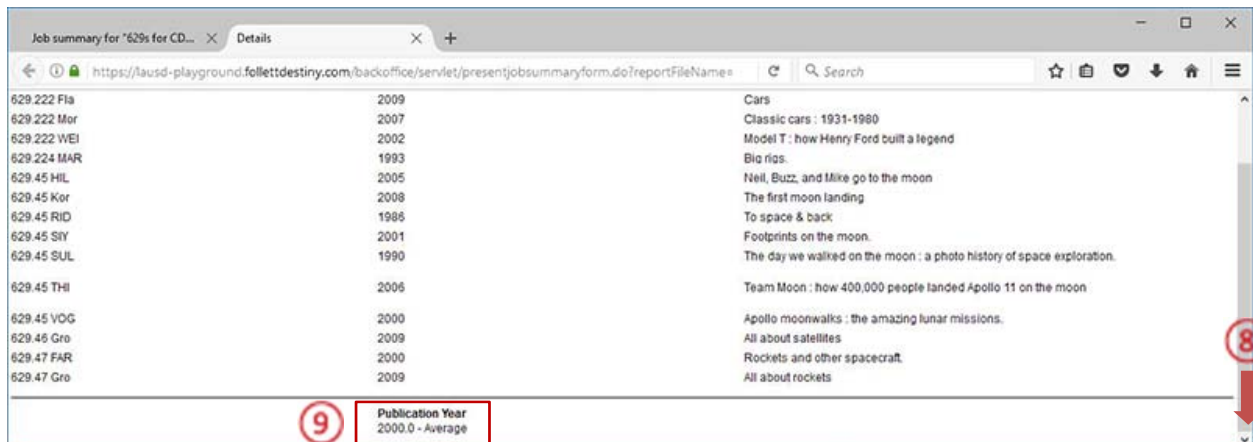 Job summary for "629s for CD... Details
https://lausd-playground.follettdestiny.com/backoffice/servlet/presentjobsummaryform.do?reportFileName= Search
629.222 Fla 2009 Cars
629.222 Mor 2007 Classic cars : 1931-1980
629.222 WEI 2002 Model T : how Henry Ford built a legend
629.224 MAR 1993 Big rigs.
629.45 HIL 2005 Neil, Buzz, and Mike go to the moon
629.45 Kor 2008 The first moon landing
629.45 RID 1986 To space & back
629.45 SIY 2001 Footprints on the moon.
629.45 SUL 1990 The day we walked on the moon : a photo history of space exploration.
629.45 THI 2006 Team Moon : how 400,000 people landed Apollo 11 on the moon
629.45 VOG 2000 Apollo moonwalks : the amazing lunar missions.
629.46 Gro 2009 All about satellites
629.47 FAR 2000 Rockets and other spacecraft.
629.47 Gro 2009 All about rockets
8
9 Publication Year
2000.0 - Average